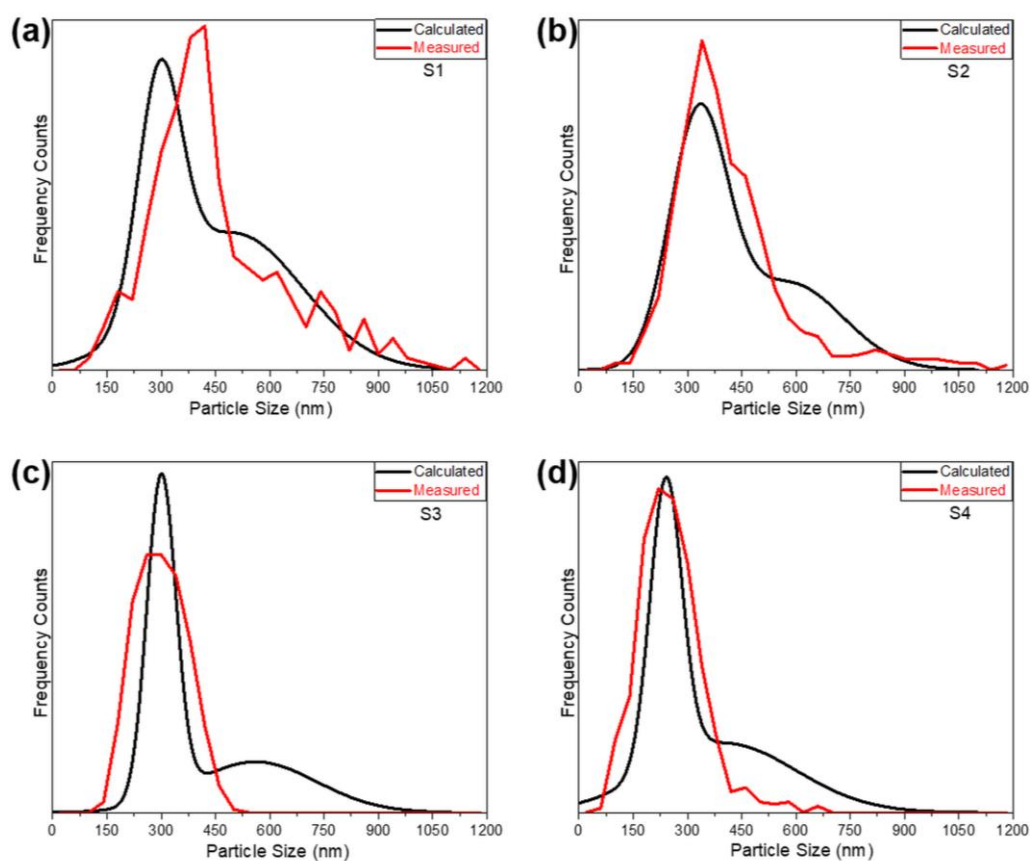 (a)
Calculated
Measured
S1
Frequency Counts
0 150 300 450 600 750 900 1050 1200
Particle Size (nm)
(b)
Calculated
Measured
S2
Frequency Counts
0 150 300 450 600 750 900 1050 1200
Particle Size (nm)
(c)
Calculated
Measured
S3
Frequency Counts
0 150 300 450 600 750 900 1050 1200
Particle Size (nm)
(d)
Calculated
Measured
S4
Frequency Counts
0 150 300 450 600 750 900 1050 1200
Particle Size (nm)